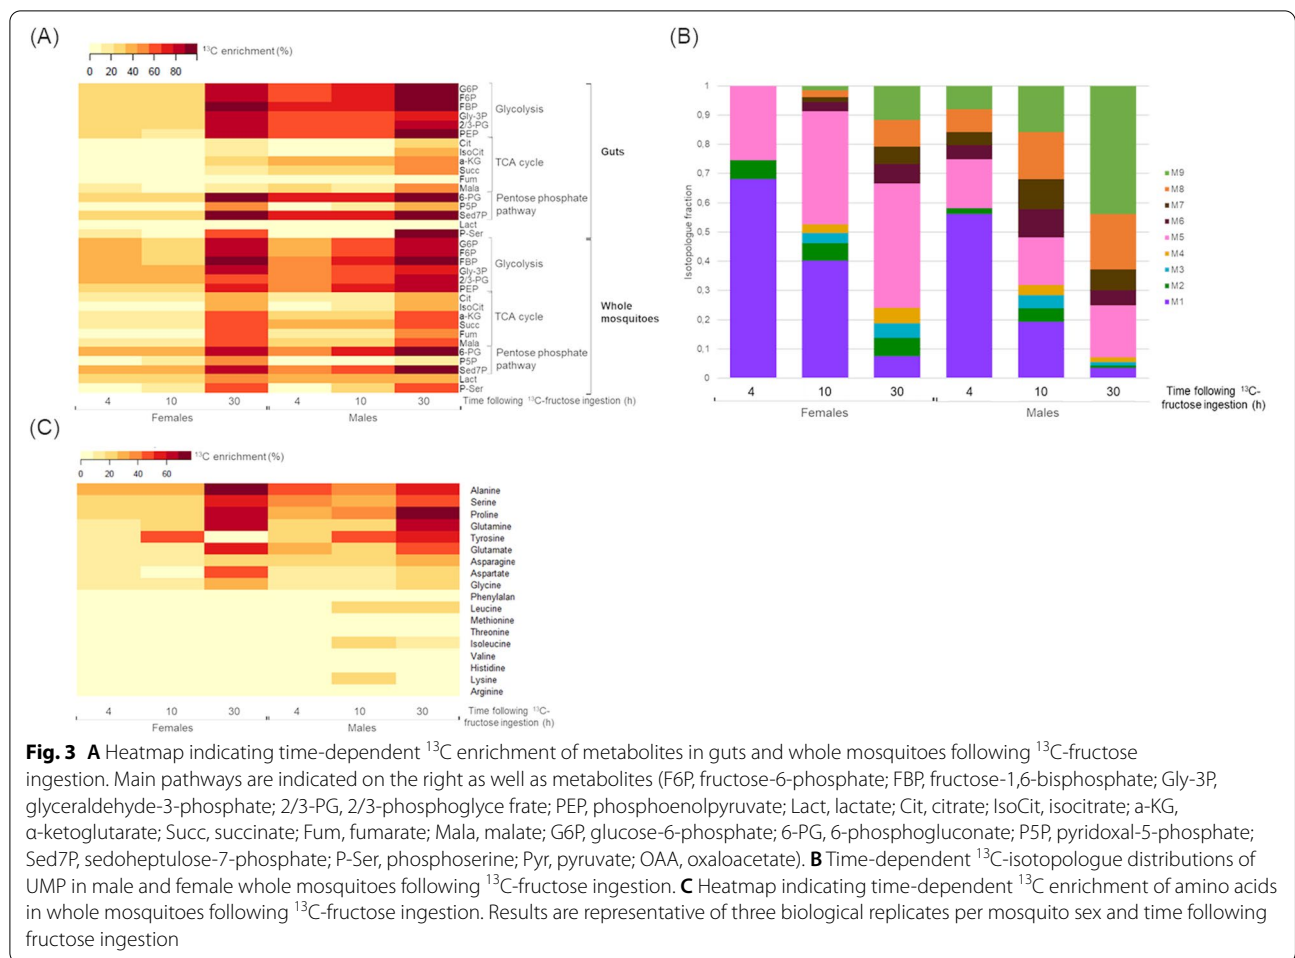 (A)
13C enrichment (%)
0 20 40 60 80
G6P
F6P
FBP
Gly-3P
2/3-PG
PEP
Glycolysis
Cit
IsoCit
a-KG
Succ
Fum
Mala
TCA cycle
6-PG
P5P
Sed7P
Pentose phosphate
pathway
Lact
P-Ser
Guts
G6P
F6P
FBP
Gly-3P
2/3-PG
PEP
Glycolysis
Cit
IsoCit
a-KG
Succ
Fum
Mala
TCA cycle
6-PG
P5P
Sed7P
Pentose phosphate
pathway
Lact
P-Ser
Whole
mosquitoes
4 10 30 4 10 30 Time following 13C-fructose ingestion (h)
Females Males
(B)
Isotopologue fraction
1
0,9
0,8
0,7
0,6
0,5
0,4
0,3
0,2
0,1
0
M9
M8
M7
M6
M5
M4
M3
M2
M1
4 10 30 4 10 30 Time following 13C-
fructose ingestion (h)
Females Males
(C)
13C enrichment (%)
0 20 40 60
Alanine
Serine
Proline
Glutamine
Tyrosine
Glutamate
Asparagine
Aspartate
Glycine
Phenylalan
Leucine
Methionine
Threonine
Isoleucine
Valine
Histidine
Lysine
Arginine
4 10 30 4 10 30 Time following 13C-
fructose ingestion (h)
Females Males
Fig. 3 A Heatmap indicating time-dependent 13C enrichment of metabolites in guts and whole mosquitoes following 13C-fructose
ingestion. Main pathways are indicated on the right as well as metabolites (F6P, fructose-6-phosphate; FBP, fructose-1,6-bisphosphate; Gly-3P,
glyceraldehyde-3-phosphate; 2/3-PG, 2/3-phosphoglyce frate; PEP, phosphoenolpyruvate; Lact, lactate; Cit, citrate; IsoCit, isocitrate; a-KG,
α-ketoglutarate; Succ, succinate; Fum, fumarate; Mala, malate; G6P, glucose-6-phosphate; 6-PG, 6-phosphogluconate; P5P, pyridoxal-5-phosphate;
Sed7P, sedoheptulose-7-phosphate; P-Ser, phosphoserine; Pyr, pyruvate; OAA, oxaloacetate). B Time-dependent 13C-isotopologue distributions of
UMP in male and female whole mosquitoes following 13C-fructose ingestion. C Heatmap indicating time-dependent 13C enrichment of amino acids
in whole mosquitoes following 13C-fructose ingestion. Results are representative of three biological replicates per mosquito sex and time following
fructose ingestion